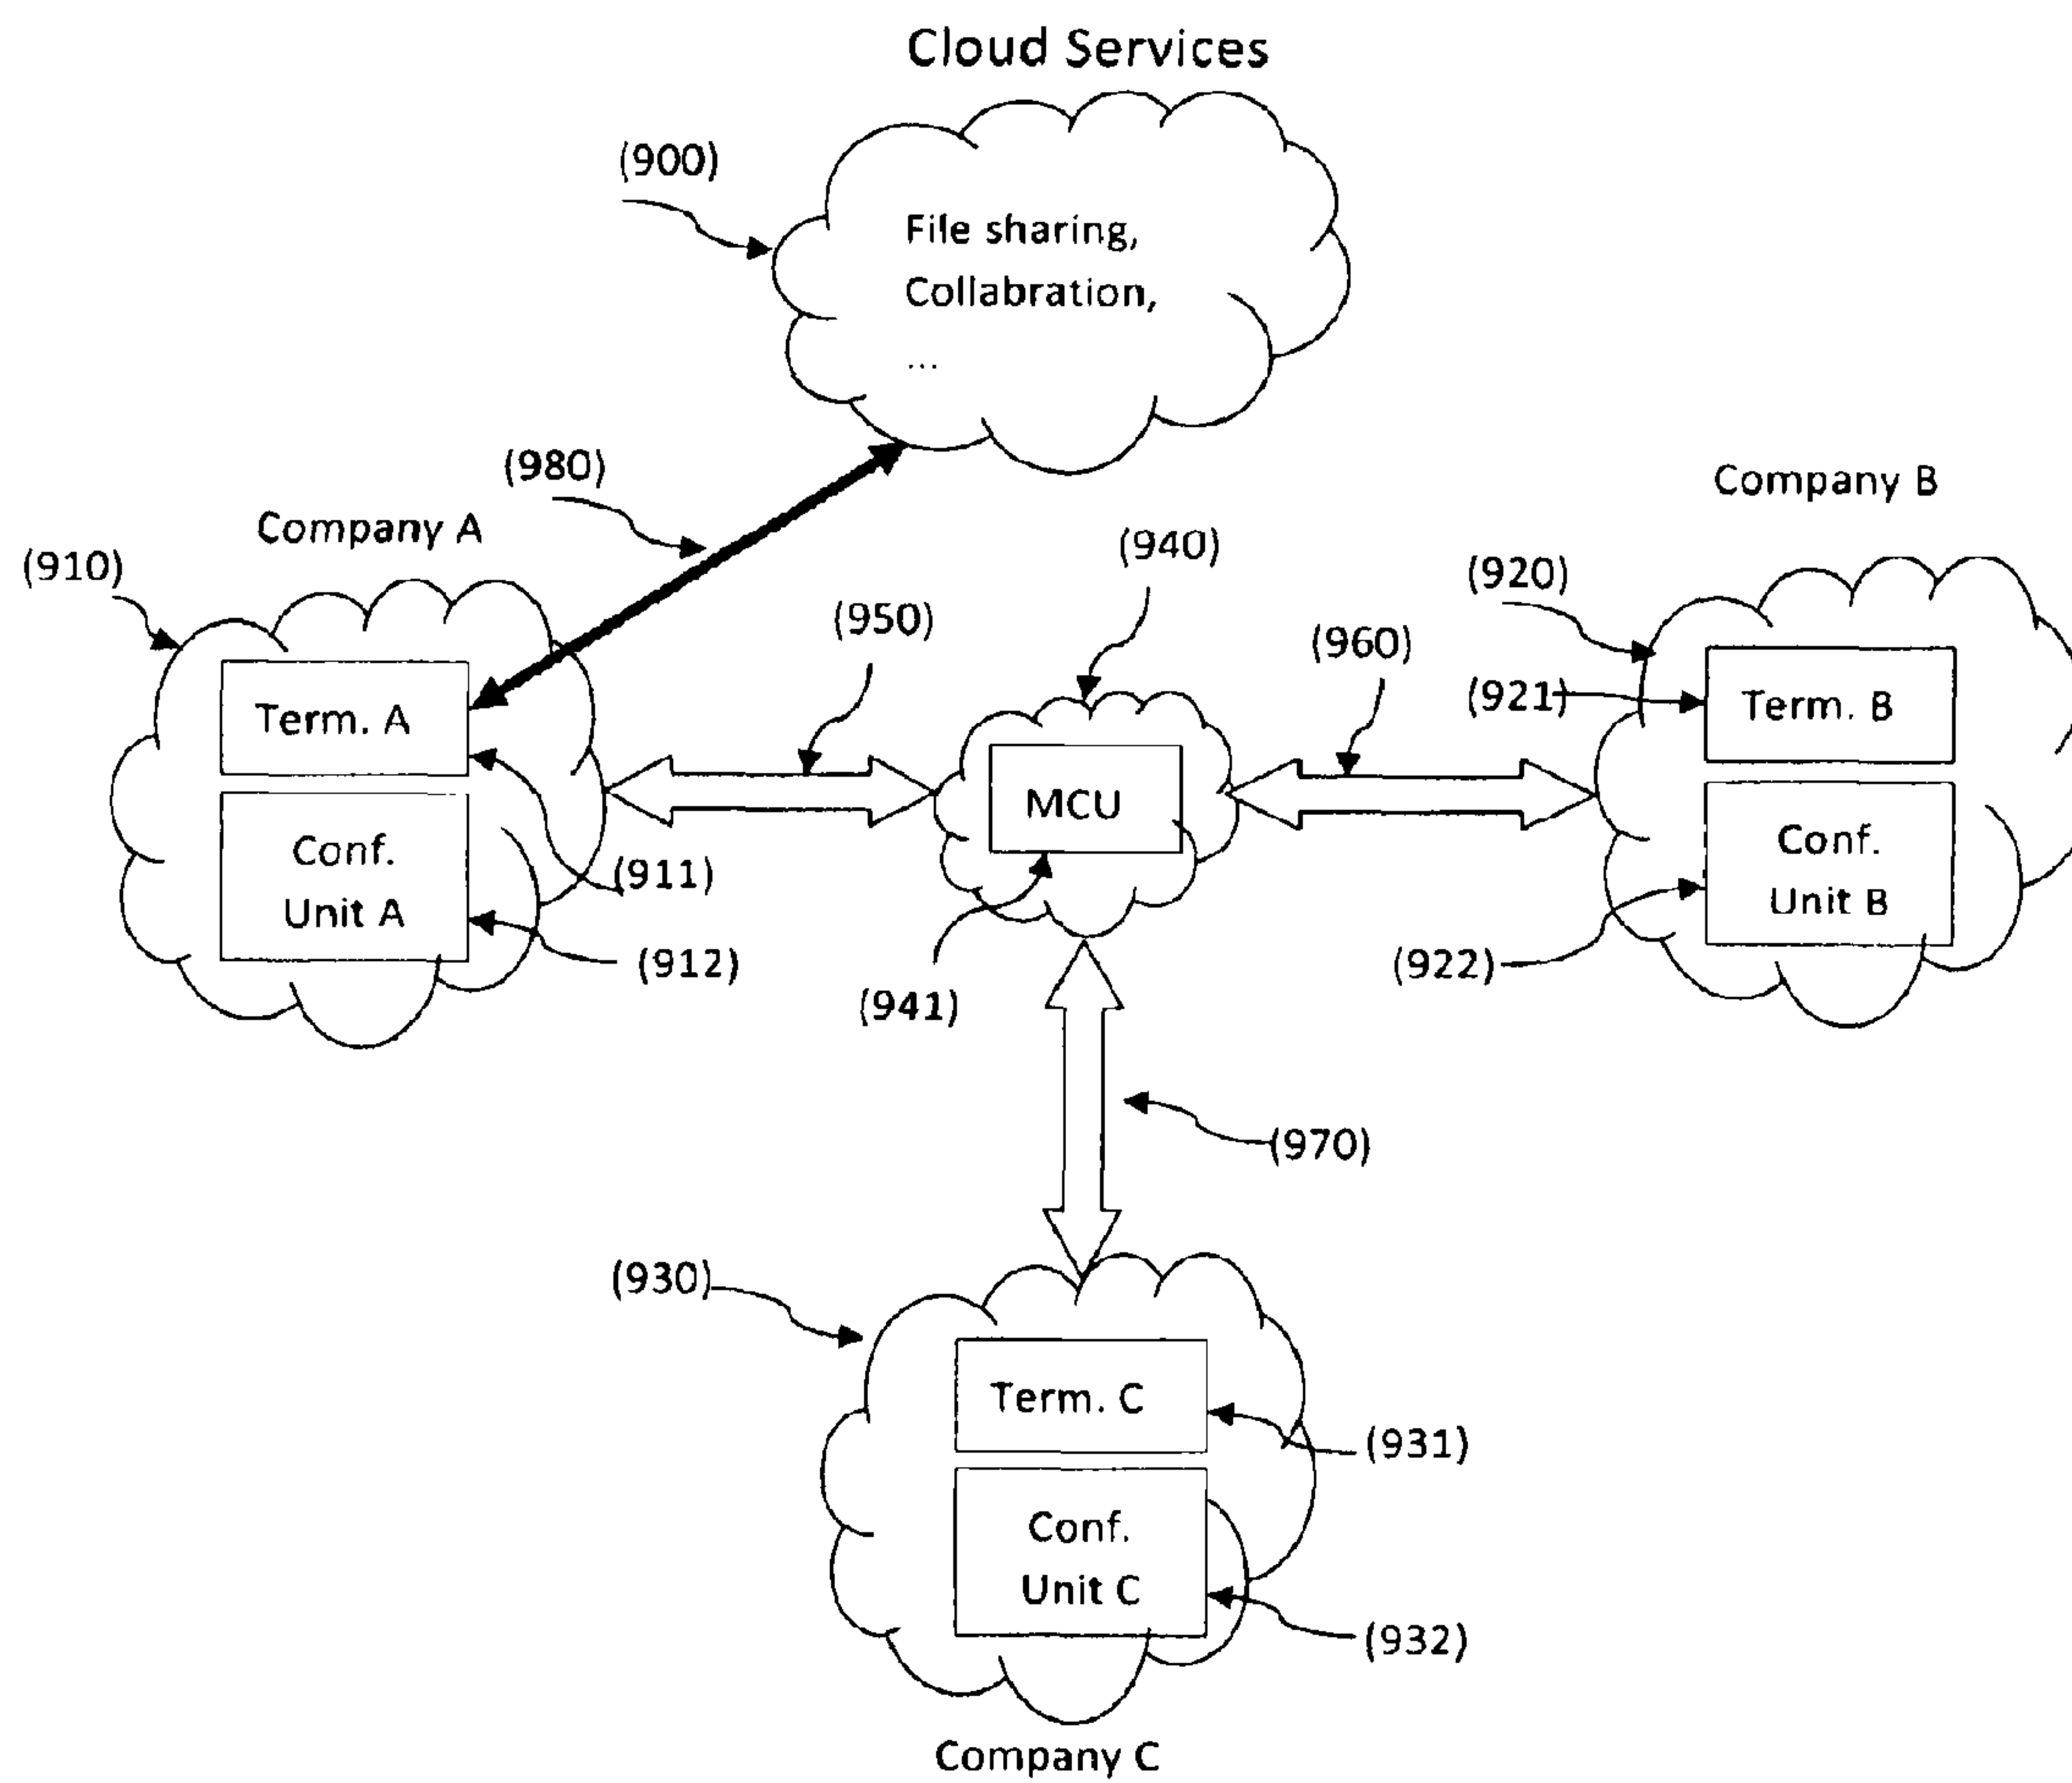 Cloud Services
(900)
File sharing,
Collabration,
...
(980)
Company A
(910)
Term. A
Conf.
Unit A
(911)
(912)
(950)
(940)
MCU
(941)
(960)
Company B
(920)
(921)
Term. B
Conf.
Unit B
(922)
(970)
(930)
Term. C
(931)
Conf.
Unit C
(932)
Company C